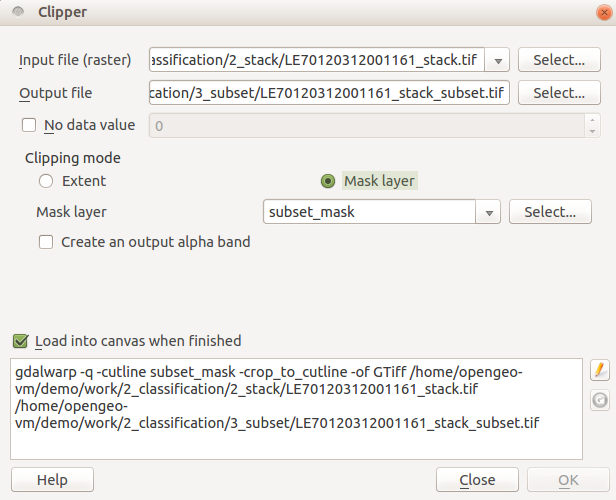 Clipper
Input file (raster) assification/2_stack/LE70120312001161_stack.tif Select...
Output file cation/3_subset/LE70120312001161_stack_subset.tif Select...
No data value 0
Clipping mode
Extent Mask layer
Mask layer subset_mask Select...
Create an output alpha band
Load into canvas when finished
gdalwarp -q -cutline subset_mask -crop_to_cutline -of GTiff /home/opengeo-
vm/demo/work/2_classification/2_stack/LE70120312001161_stack.tif
/home/opengeo-
vm/demo/work/2_classification/3_subset/LE70120312001161_stack_subset.tif
Help Close OK